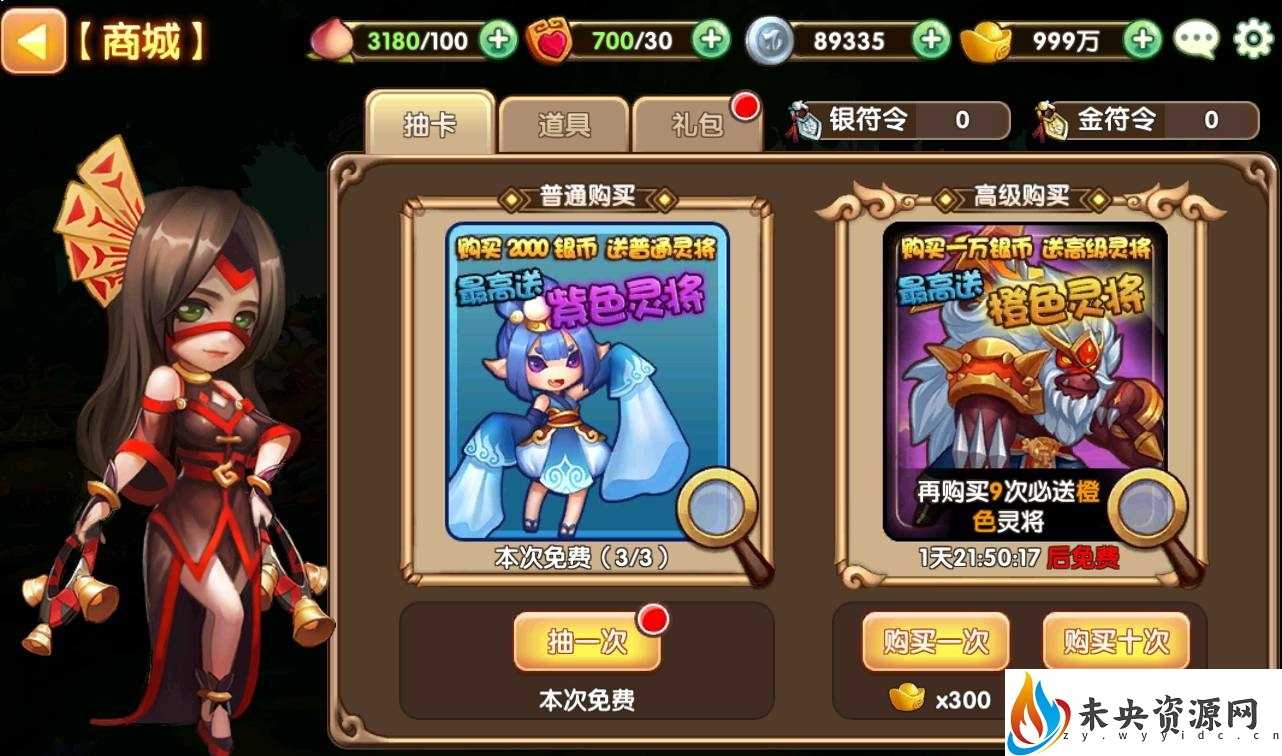 【商城】
3180/100
700/30
89335
999万
抽卡
道具
礼包
银符令 0
金符令 0
普通购买
高级购买
购买 2000 银币 送普通灵将
最高送
紫色灵将
购买一万银币 送高级灵将
最高送
橙色灵将
再购买9次必送橙
色灵将
本次免费（3/3）
1天21:50:17 后免费
抽一次
购买一次
购买十次
本次免费
x300
未央资源网
zy.wyyidc.cn